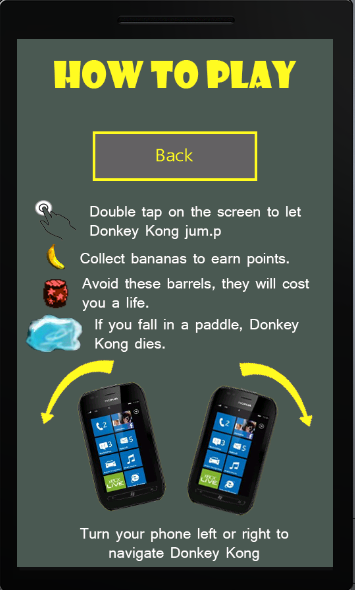 HOW TO PLAY
Back
Double tap on the screen to let
Donkey Kong jum.p
Collect bananas to earn points.
Avoid these barrels, they will cost
you a life.
If you fall in a paddle, Donkey
Kong dies.
Turn your phone left or right to
navigate Donkey Kong